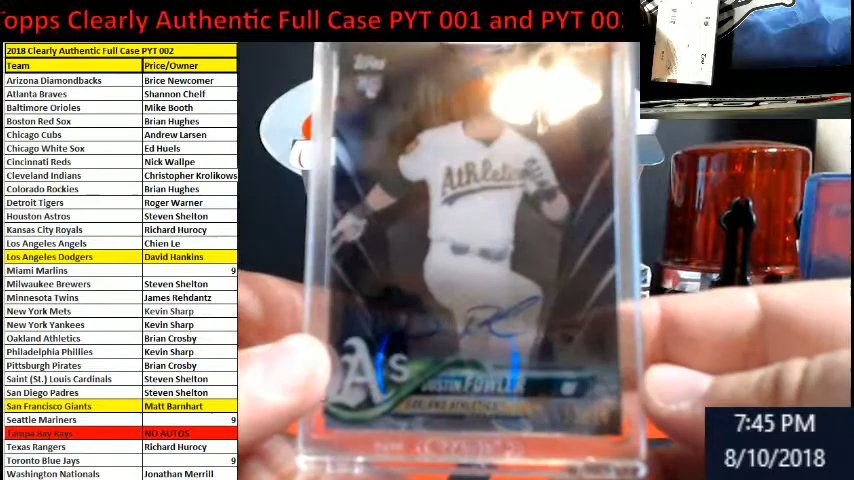 Topps Clearly Authentic Full Case PYT 001 and PYT 002
2018 Clearly Authentic Full Case PYT 002
Team Price/Owner
Arizona Diamondbacks Brice Newcomer
Atlanta Braves Shannon Chelf
Baltimore Orioles Mike Booth
Boston Red Sox Brian Hughes
Chicago Cubs Andrew Larsen
Chicago White Sox Ed Huels
Cincinnati Reds Nick Wallpe
Cleveland Indians Christopher Krolikows
Colorado Rockies Brian Hughes
Detroit Tigers Roger Warner
Houston Astros Steven Shelton
Kansas City Royals Richard Hurocy
Los Angeles Angels Chien Le
Los Angeles Dodgers David Hankins
Miami Marlins 9
Milwaukee Brewers Steven Shelton
Minnesota Twins James Rehdantz
New York Mets Kevin Sharp
New York Yankees Kevin Sharp
Oakland Athletics Brian Crosby
Philadelphia Phillies Kevin Sharp
Pittsburgh Pirates Brian Crosby
Saint (St.) Louis Cardinals Steven Shelton
San Diego Padres Steven Shelton
San Francisco Giants Matt Barnhart
Seattle Mariners 9
Tampa Bay Rays NO AUTOS
Texas Rangers Richard Hurocy
Toronto Blue Jays 9
Washington Nationals Jonathan Merrill
Topps
Athletics
A's
DUSTIN FOWLER
7:45 PM
8/10/2018